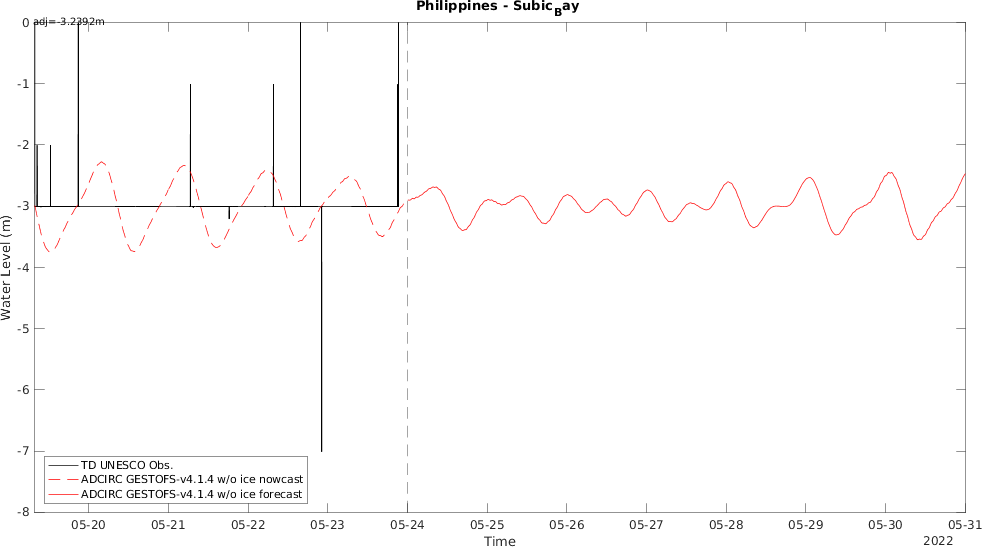 Philippines - SubicBay
adj=-3.2392m
0
-1
-2
-3
-4
-5
-6
-7
-8
Water Level (m)
TD UNESCO Obs.
ADCIRC GESTOFS-v4.1.4 w/o ice nowcast
ADCIRC GESTOFS-v4.1.4 w/o ice forecast
05-20 05-21 05-22 05-23 05-24 05-25 05-26 05-27 05-28 05-29 05-30 05-31
Time
2022